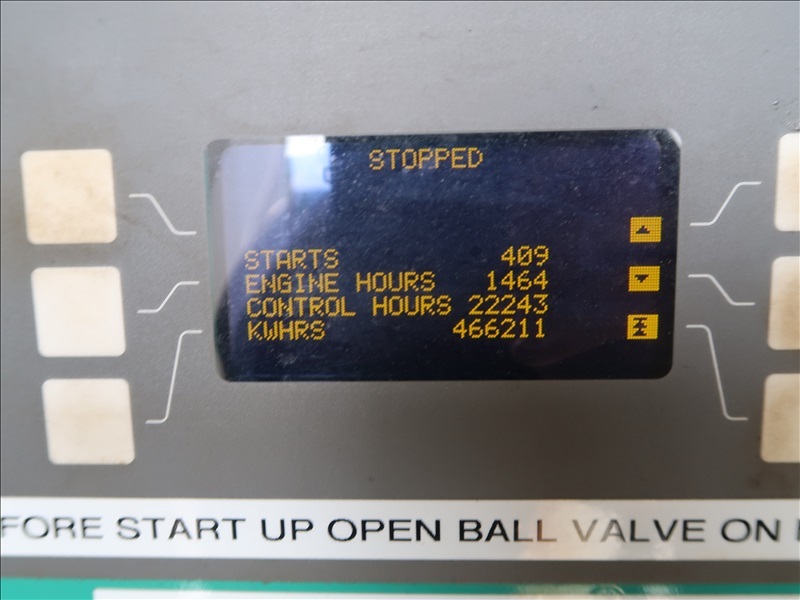 STOPPED
STARTS 409
ENGINE HOURS 1464
CONTROL HOURS 22243
KWHRS 466211
FORE START UP OPEN BALL VALVE ON